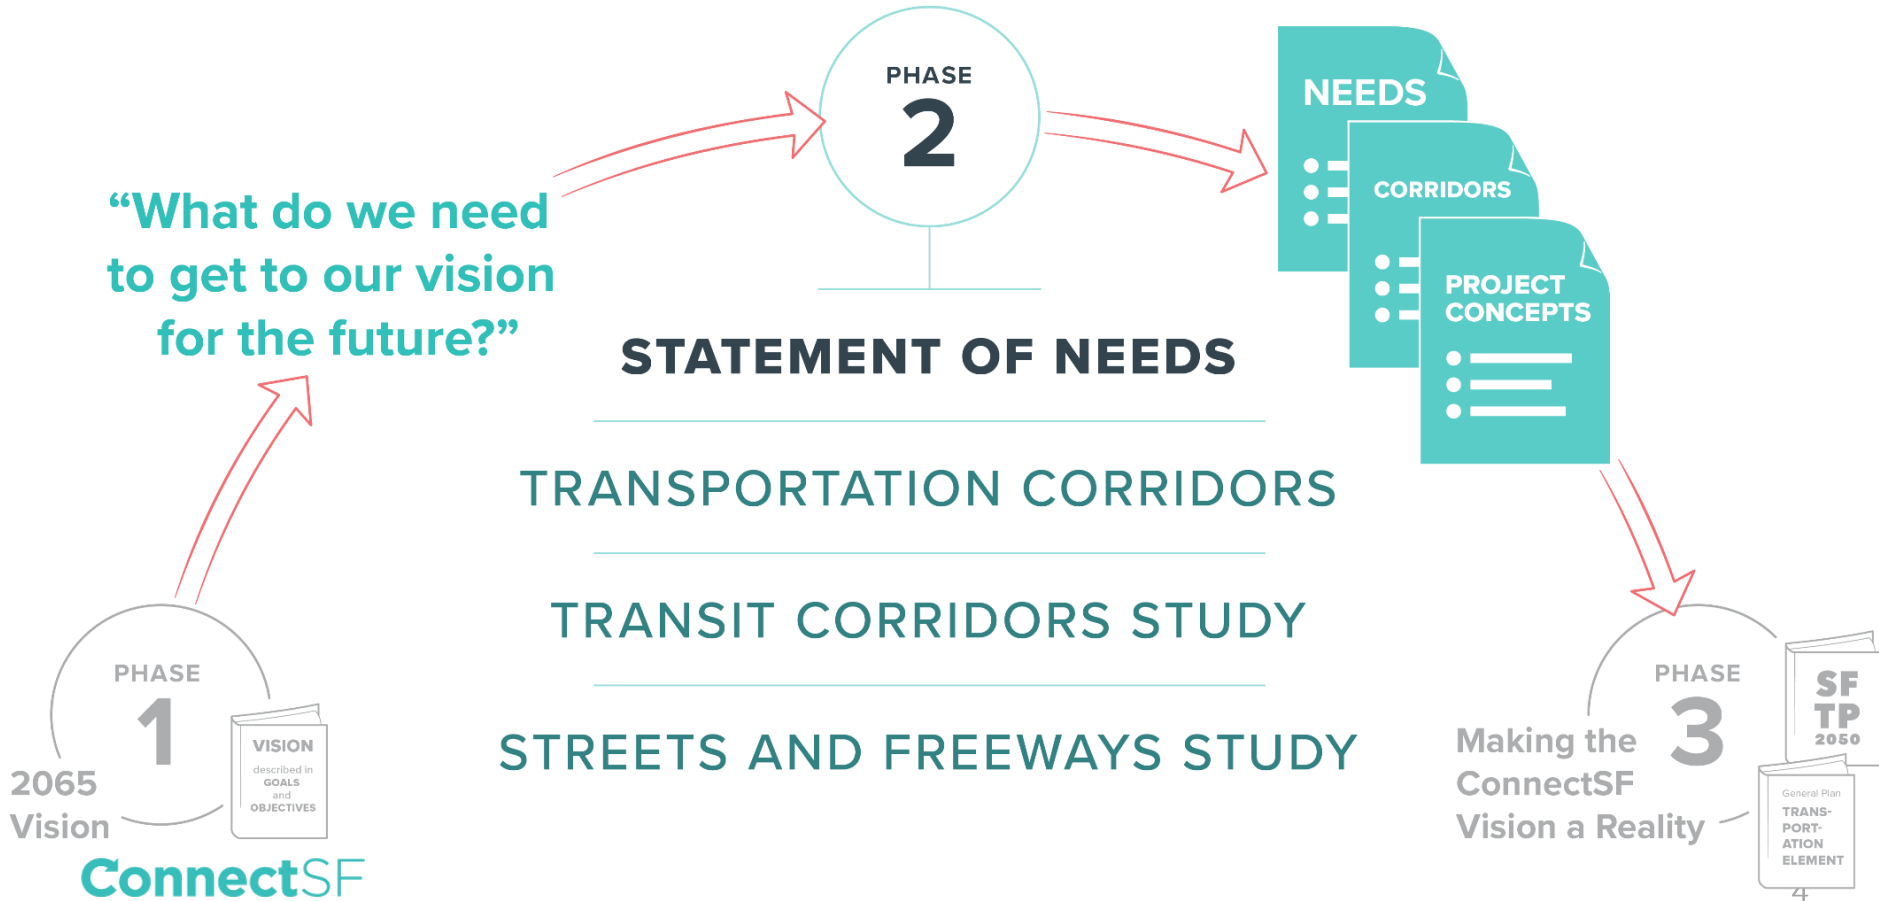 PHASE
2
NEEDS
CORRIDORS
PROJECT
CONCEPTS
“What do we need
to get to our vision
for the future?”
STATEMENT OF NEEDS
TRANSPORTATION CORRIDORS
TRANSIT CORRIDORS STUDY
STREETS AND FREEWAYS STUDY
PHASE
1
2065
Vision
VISION
described in
GOALS
and
OBJECTIVES
ConnectSF
PHASE
3
Making the
ConnectSF
Vision a Reality
SF
TP
2050
General Plan
TRANS-
PORT-
ATION
ELEMENT
4